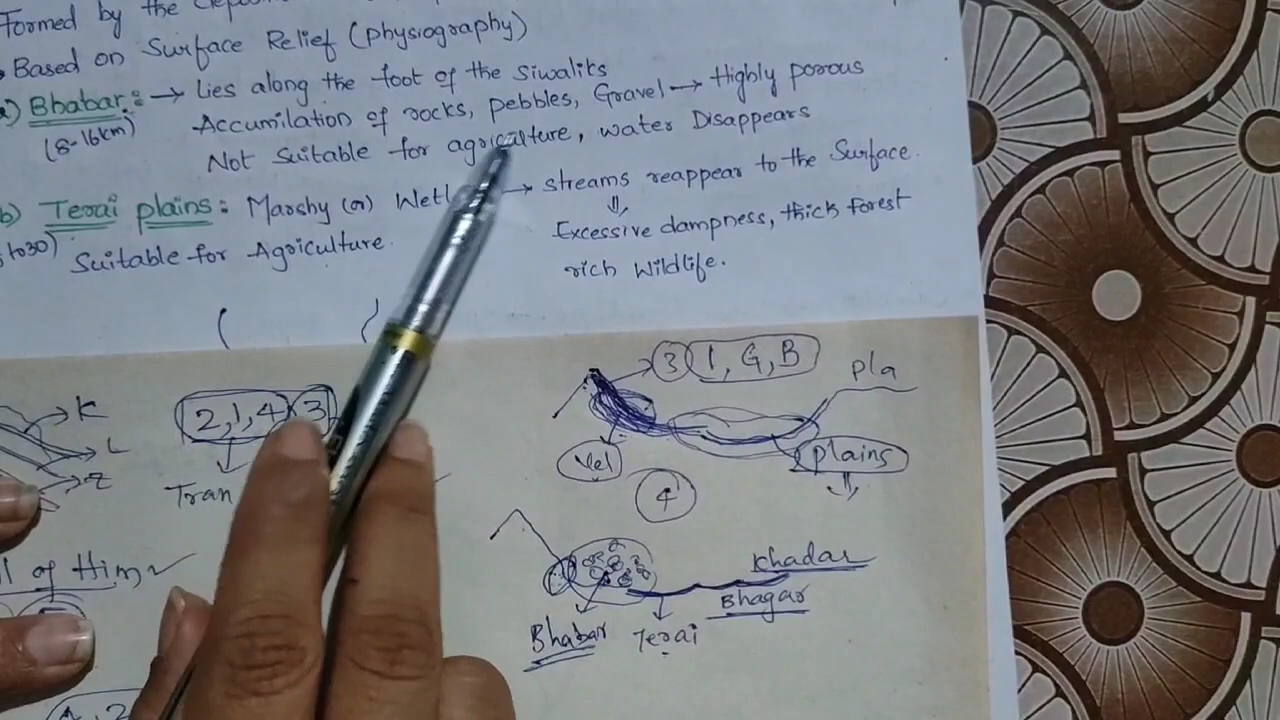 Formed by the
Based on Surface Relief (physiography)
a) Bhabar: → Lies along the foot of the Siwaliks
(8-16km) Accumilation of rocks, pebbles, Gravel → Highly porous
Not Suitable for agriculture, water Disappears
b) Terai plains: Marshy (or) Wetl → streams reappear to the Surface.
⇓
to30) Suitable for Agriculture. Excessive dampness, thick forest
rich wildlife.
3 1, G, B
pla
K
2, 1, 4 3
L
Z
Tran
Vel
plains
4
of Him
Khadar
Bhagar
Bhabar
Terai